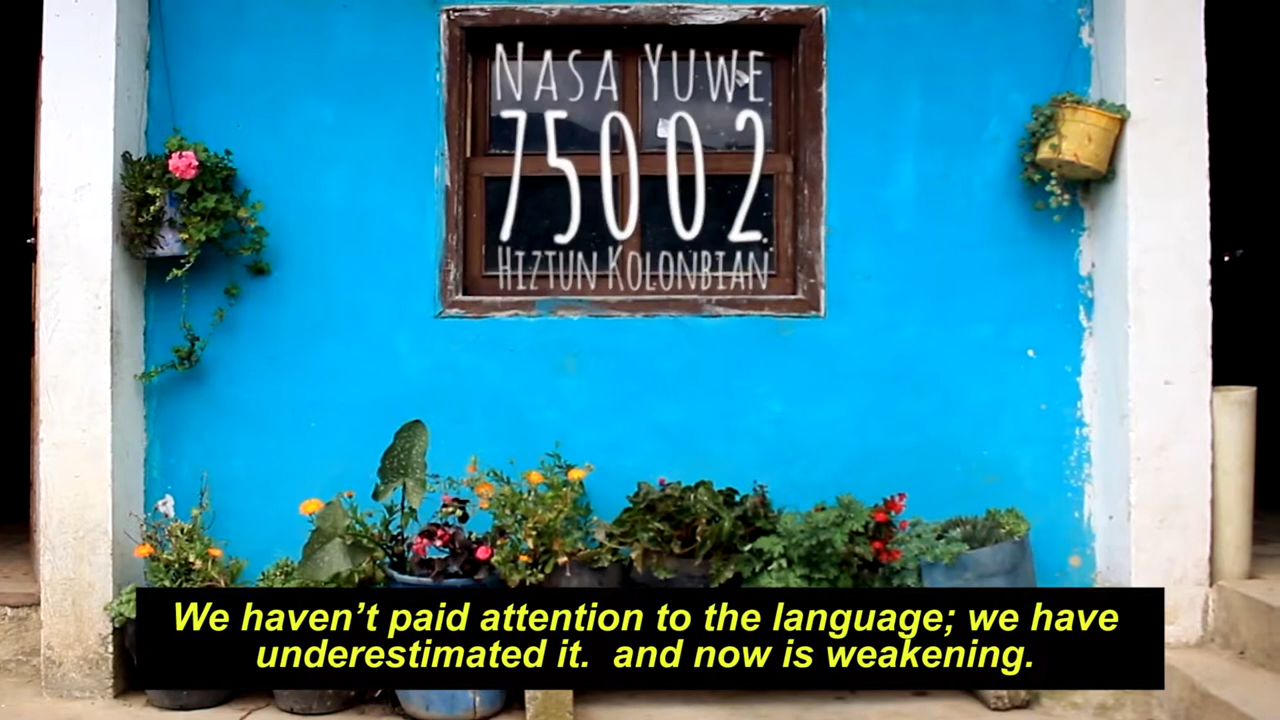 NASA YUWE
75002
HIZTUN KOLONBIAN
We haven’t paid attention to the language; we have
underestimated it.  and now is weakening.